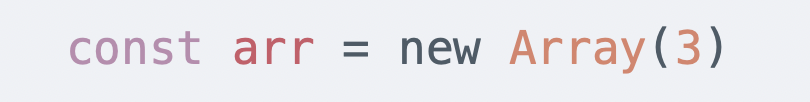 const arr = new Array(3)